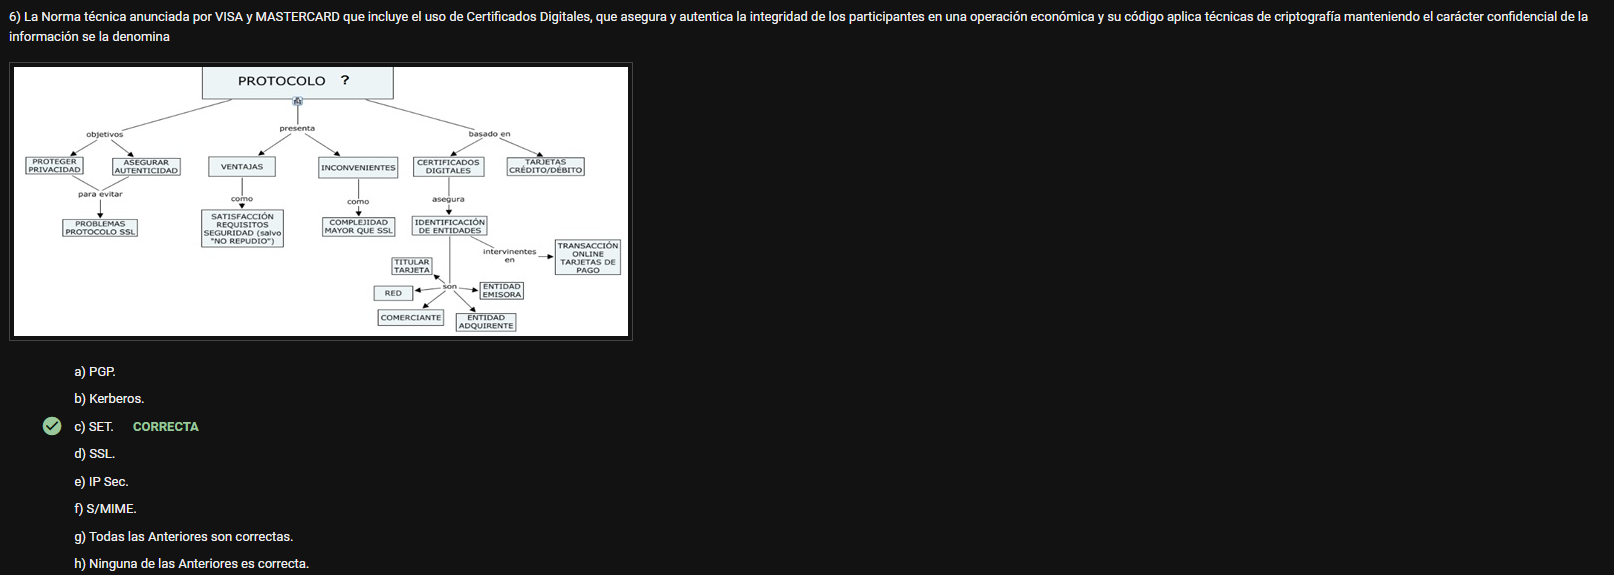 6) La Norma técnica anunciada por VISA y MASTERCARD que incluye el uso de Certificados Digitales, que asegura y autentica la integridad de los participantes en una operación económica y su código aplica técnicas de criptografía manteniendo el carácter confidencial de la
información se la denomina
PROTOCOLO ?
objetivos
presenta
basado en
PROTEGER
PRIVACIDAD
ASEGURAR
AUTENTICIDAD
VENTAJAS
INCONVENIENTES
CERTIFICADOS
DIGITALES
TARJETAS
CRÉDITO/DÉBITO
para evitar
como
como
asegura
PROBLEMAS
PROTOCOLO SSL
SATISFACCIÓN
REQUISITOS
SEGURIDAD (salvo
"NO REPUDIO")
COMPLEJIDAD
MAYOR QUE SSL
IDENTIFICACIÓN
DE ENTIDADES
intervinentes
en
TRANSACCIÓN
ONLINE
TARJETAS DE
PAGO
TITULAR
TARJETA
son
RED
ENTIDAD
EMISORA
COMERCIANTE
ENTIDAD
ADQUIRENTE
a) PGP.
b) Kerberos.
c) SET. CORRECTA
d) SSL.
e) IP Sec.
f) S/MIME.
g) Todas las Anteriores son correctas.
h) Ninguna de las Anteriores es correcta.